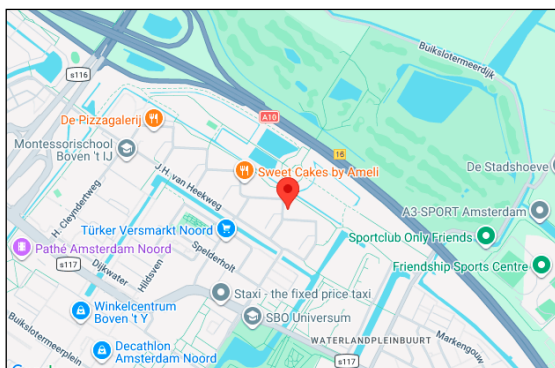 Buikslotermeerdijk
s116
De Pizzagalerij
A10
Montessorischool
Boven 't IJ
16
Sweet Cakes by Ameli
De Stadshoeve
J.H. van Heekweg
H. Cleyndertweg
A3-SPORT Amsterdam
Türker Versmarkt Noord
Sportclub Only Friends
Pathé Amsterdam Noord
s117
Spelderholt
Friendship Sports Centre
Dijkwater
Hildsven
Staxi - the fixed price taxi
Winkelcentrum
Boven 't Y
SBO Universum
Buikslotermeerplein
WATERLANDPLEINBUURT
Markengouw
Decathlon
Amsterdam Noord
s117
Google